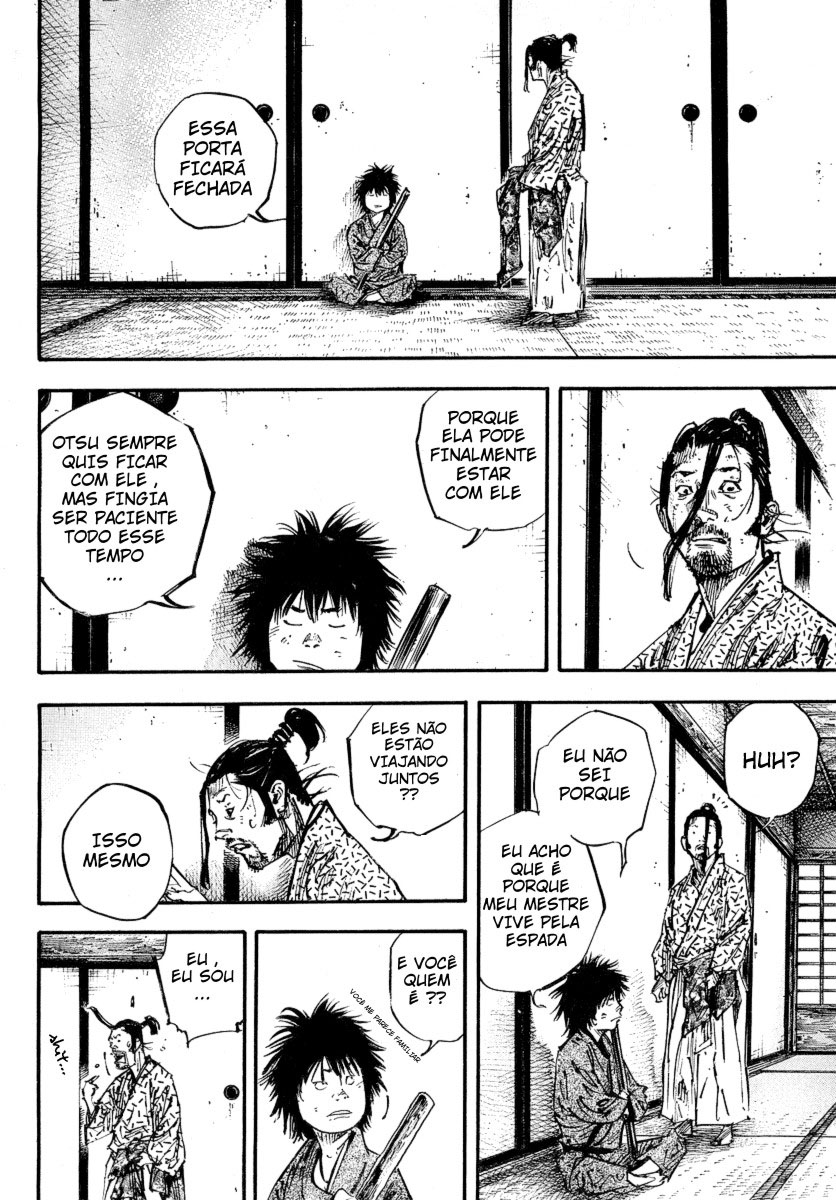 ESSA
PORTA
FICARÁ
FECHADA
PORQUE
ELA PODE
FINALMENTE
ESTAR
COM ELE
OTSU SEMPRE
QUIS FICAR
COM ELE ,
MAS FINGIA
SER PACIENTE
TODO ESSE
TEMPO
...
HUH?
EU NÃO
SEI
PORQUE
EU ACHO
QUE É
PORQUE
MEU MESTRE
VIVE PELA
ESPADA
ELES NÃO
ESTÃO
VIAJANDO
JUNTOS
??
ISSO
MESMO
E VOCÊ
QUEM
É ??
VOCÊ ME PARECE FAMILIAR
EU ,
EU SOU
...